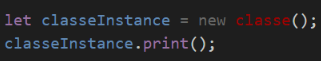 let classeInstance = new classe();
classeInstance.print();